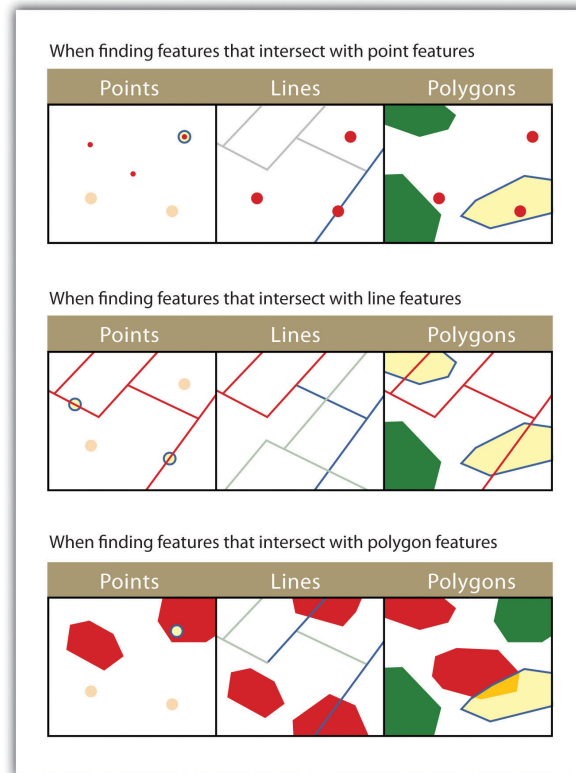 When finding features that intersect with point features
Points Lines Polygons
When finding features that intersect with line features
Points Lines Polygons
When finding features that intersect with polygon features
Points Lines Polygons